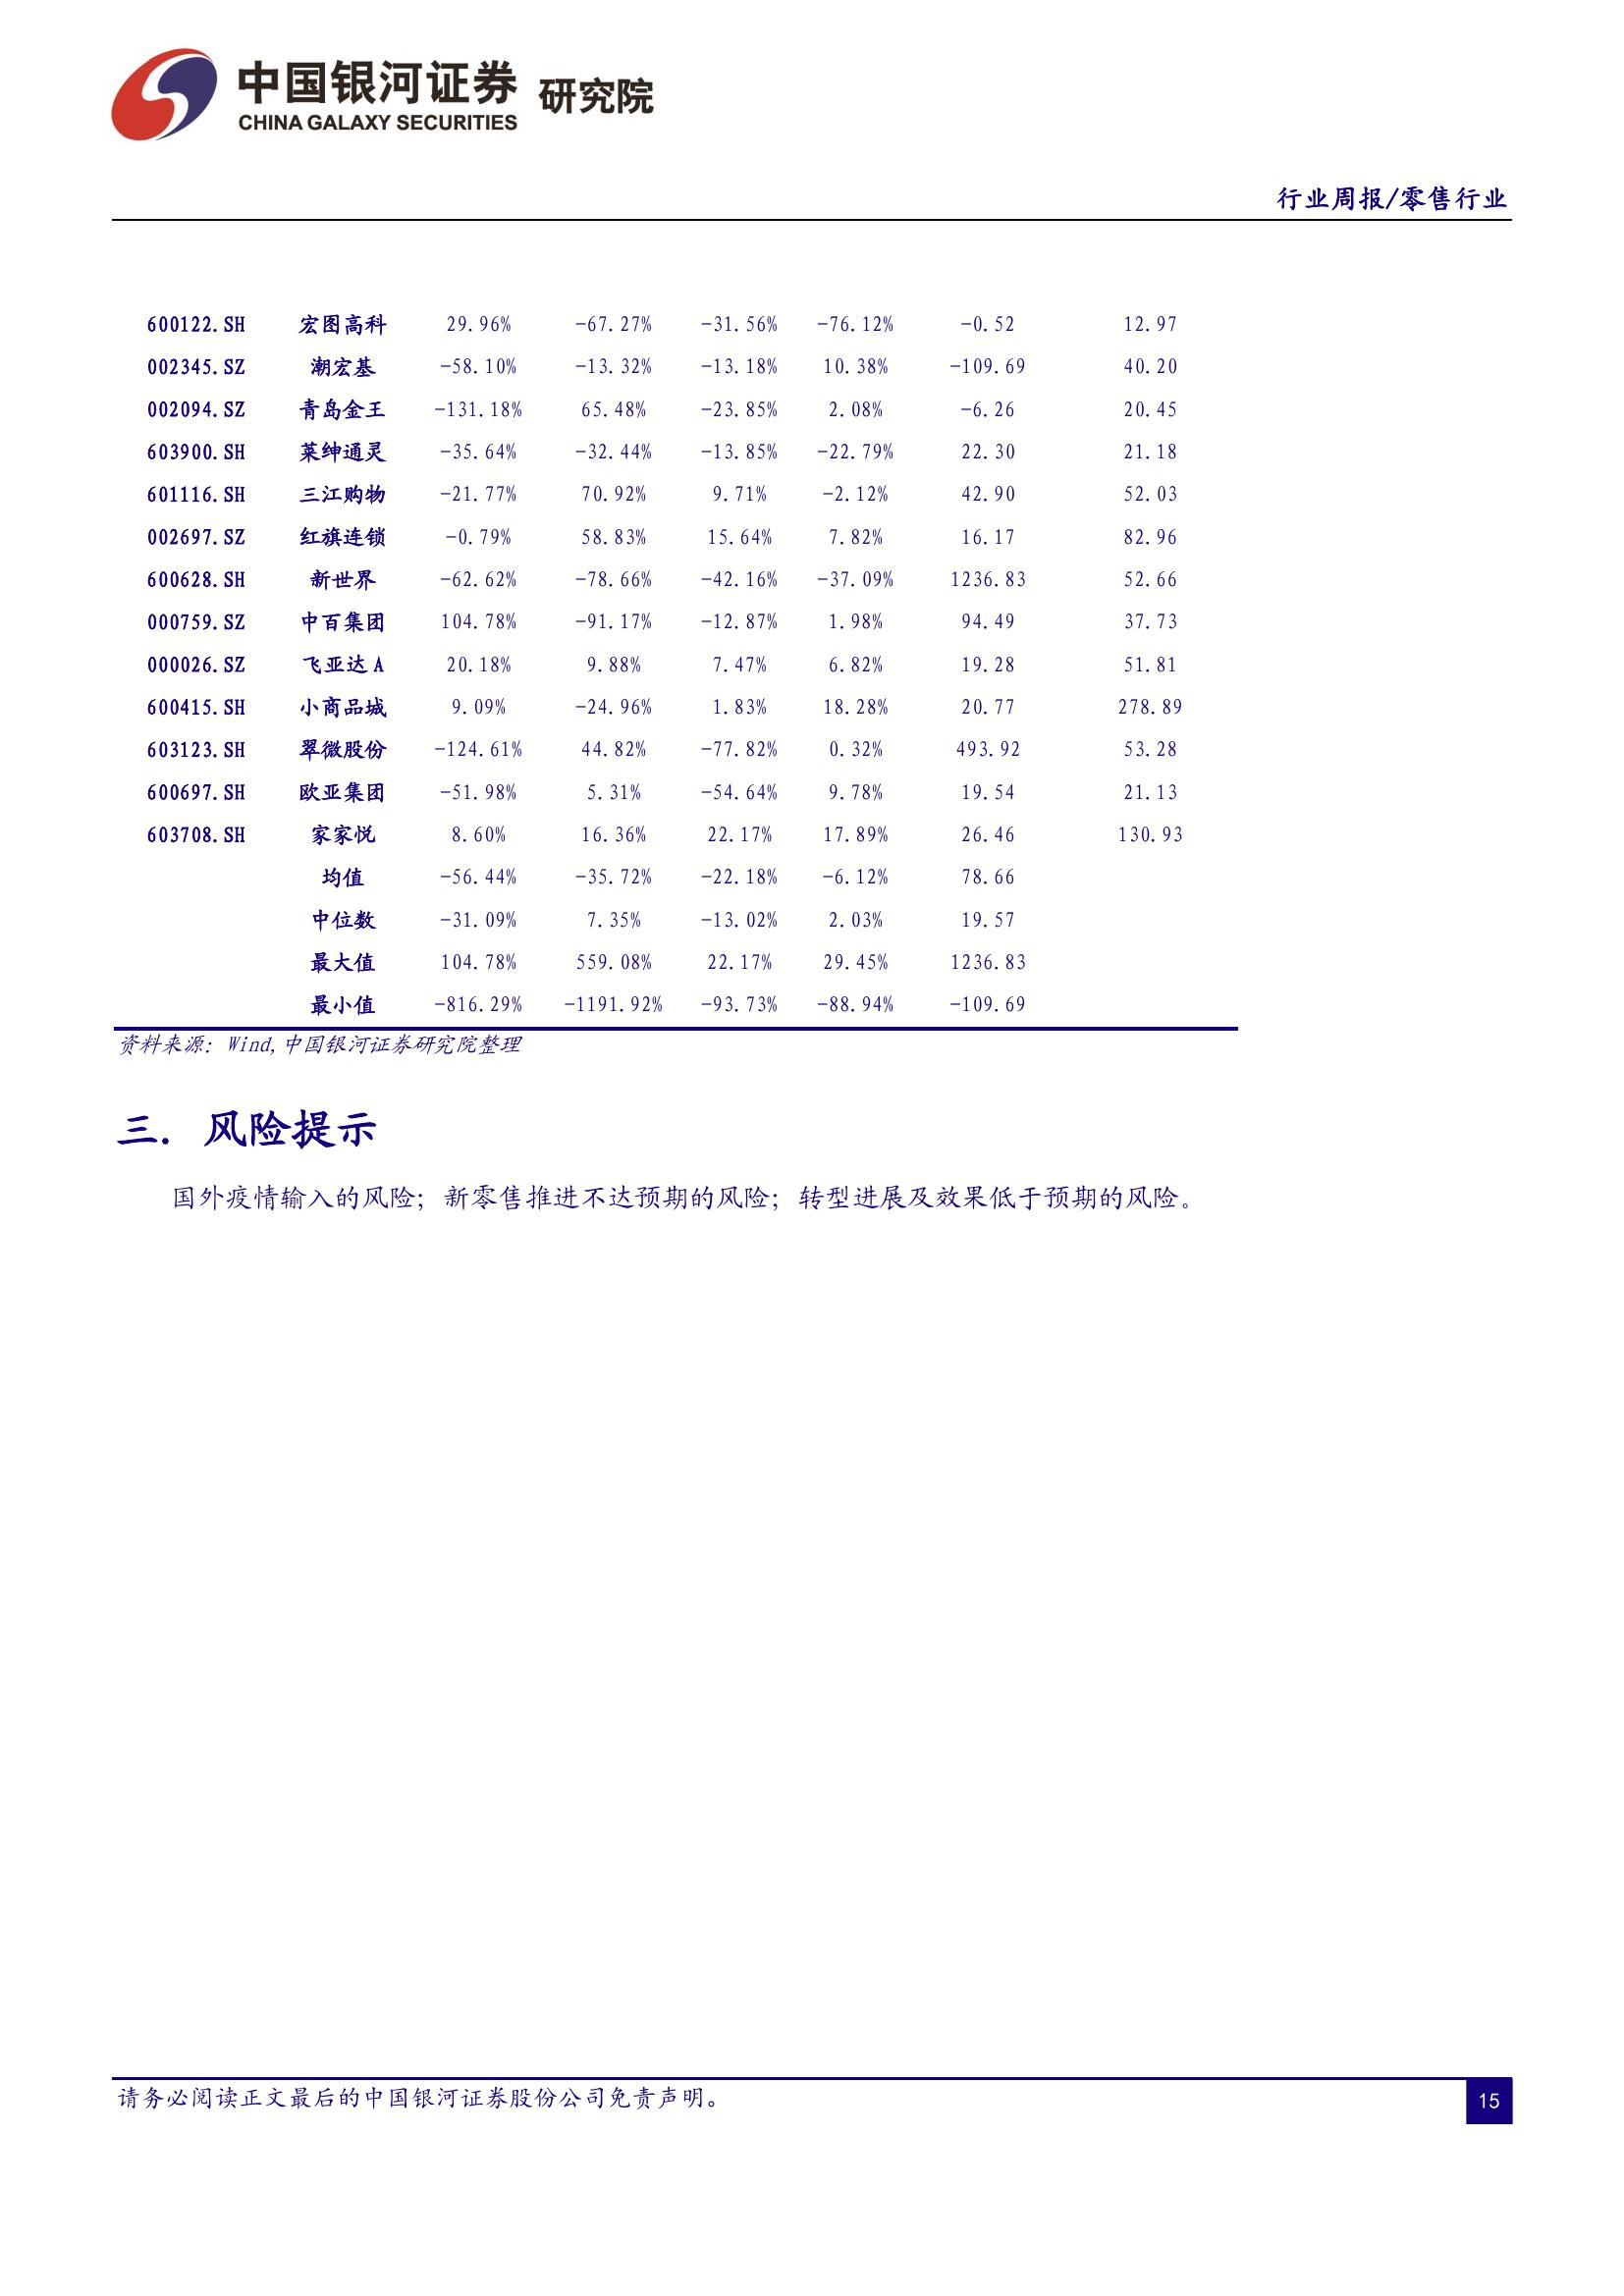 中国银河证券 研究院
CHINA GALAXY SECURITIES
行业周报/零售行业
600122.SH 宏图高科 29.96% -67.27% -31.56% -76.12% -0.52 12.97
002345.SZ 潮宏基 -58.10% -13.32% -13.18% 10.38% -109.69 40.20
002094.SZ 青岛金王 -131.18% 65.48% -23.85% 2.08% -6.26 20.45
603900.SH 莱绅通灵 -35.64% -32.44% -13.85% -22.79% 22.30 21.18
601116.SH 三江购物 -21.77% 70.92% 9.71% -2.12% 42.90 52.03
002697.SZ 红旗连锁 -0.79% 58.83% 15.64% 7.82% 16.17 82.96
600628.SH 新世界 -62.62% -78.66% -42.16% -37.09% 1236.83 52.66
000759.SZ 中百集团 104.78% -91.17% -12.87% 1.98% 94.49 37.73
000026.SZ 飞亚达A 20.18% 9.88% 7.47% 6.82% 19.28 51.81
600415.SH 小商品城 9.09% -24.96% 1.83% 18.28% 20.77 278.89
603123.SH 翠微股份 -124.61% 44.82% -77.82% 0.32% 493.92 53.28
600697.SH 欧亚集团 -51.98% 5.31% -54.64% 9.78% 19.54 21.13
603708.SH 家家悦 8.60% 16.36% 22.17% 17.89% 26.46 130.93
均值 -56.44% -35.72% -22.18% -6.12% 78.66
中位数 -31.09% 7.35% -13.02% 2.03% 19.57
最大值 104.78% 559.08% 22.17% 29.45% 1236.83
最小值 -816.29% -1191.92% -93.73% -88.94% -109.69
资料来源：Wind,中国银河证券研究院整理
三. 风险提示
国外疫情输入的风险；新零售推进不达预期的风险；转型进展及效果低于预期的风险。
请务必阅读正文最后的中国银河证券股份公司免责声明。
15